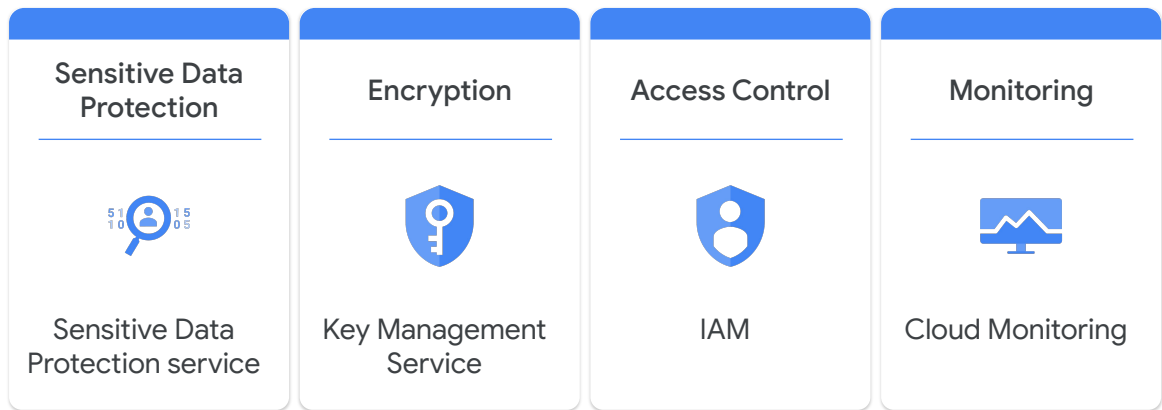 Sensitive Data
Protection
Encryption
Access Control
Monitoring
51 15
10 05
Sensitive Data
Protection service
Key Management
Service
IAM
Cloud Monitoring